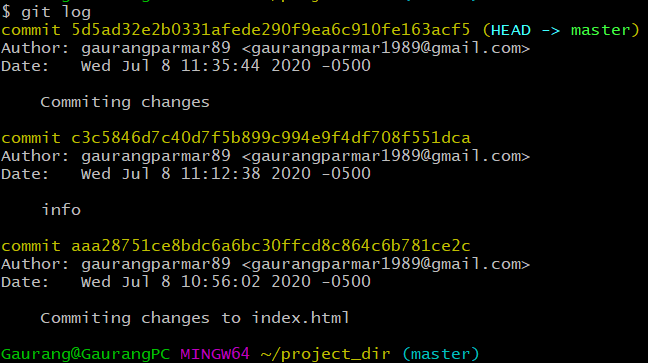 $ git log
commit 5d5ad32e2b0331afede290f9ea6c910fe163acf5 (HEAD -> master)
Author: gaurangparmar89 <gaurangparmar1989@gmail.com>
Date:   Wed Jul 8 11:35:44 2020 -0500
    Commiting changes
commit c3c5846d7c40d7f5b899c994e9f4df708f551dca
Author: gaurangparmar89 <gaurangparmar1989@gmail.com>
Date:   Wed Jul 8 11:12:38 2020 -0500
    info
commit aaa28751ce8bdc6a6bc30ffcd8c864c6b781ce2c
Author: gaurangparmar89 <gaurangparmar1989@gmail.com>
Date:   Wed Jul 8 10:56:02 2020 -0500
    Commiting changes to index.html
Gaurang@GaurangPC MINGW64 ~/project_dir (master)